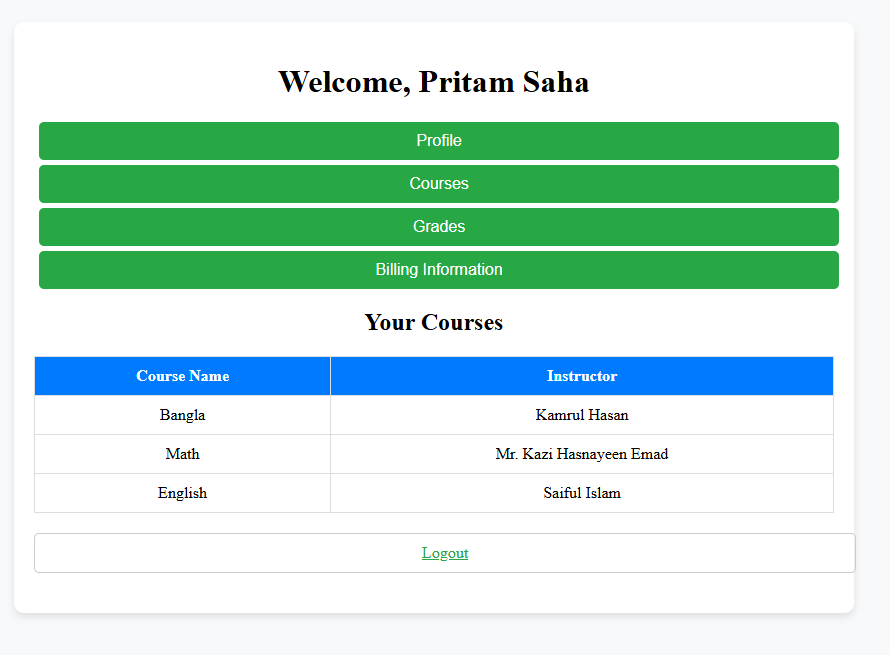 Welcome, Pritam Saha
Profile
Courses
Grades
Billing Information
Your Courses
Course Name Instructor
Bangla Kamrul Hasan
Math Mr. Kazi Hasnayeen Emad
English Saiful Islam
Logout